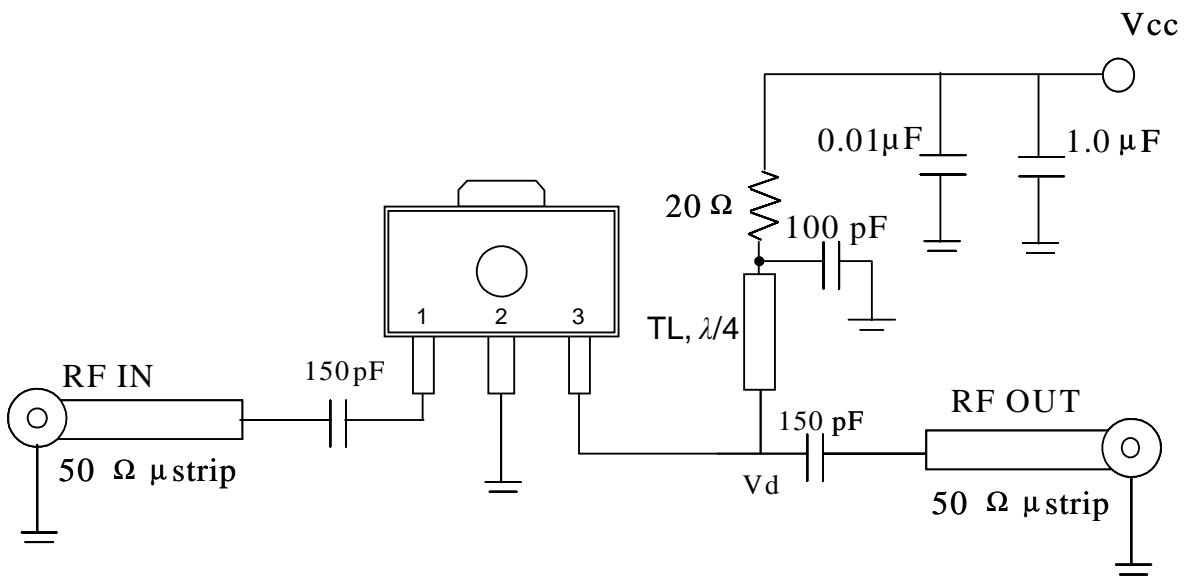 Vcc
0.01μF
1.0 μF
20 Ω
100 pF
1
2
3
TL, λ/4
RF IN
150pF
RF OUT
150 pF
50 Ω μstrip
Vd
50 Ω μstrip